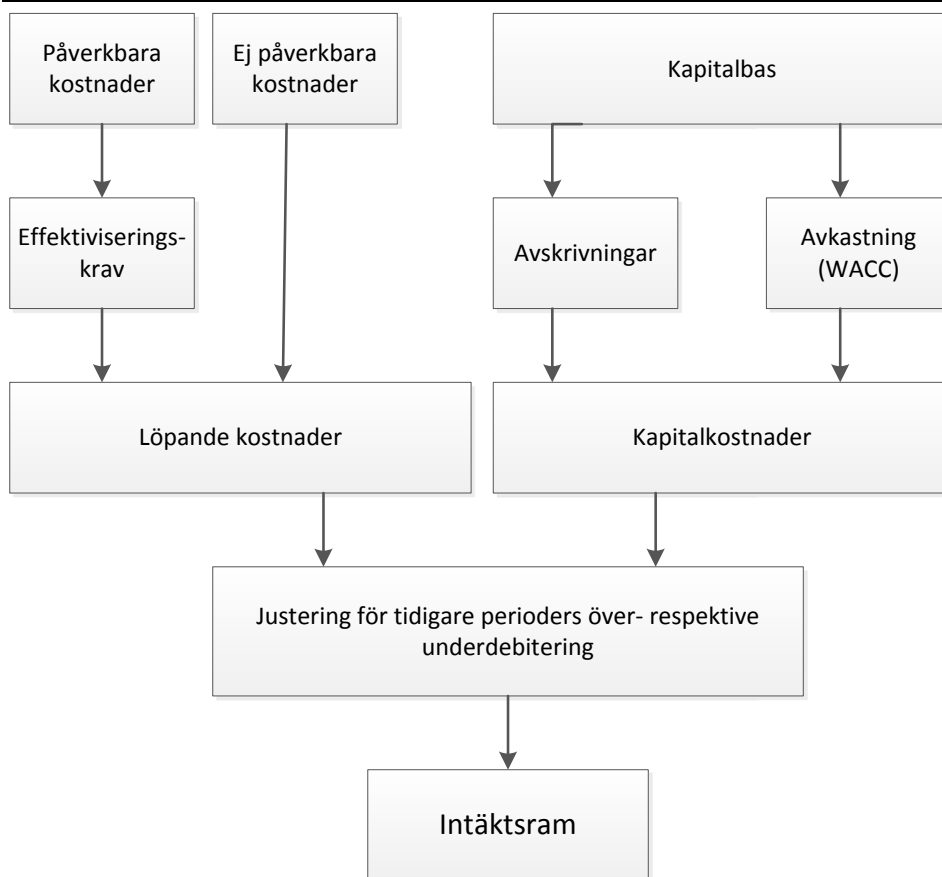 Påverkbara
kostnader
Ej påverkbara
kostnader
Kapitalbas
Effektiviserings-
krav
Avskrivningar
Avkastning
(WACC)
Löpande kostnader
Kapitalkostnader
Justering för tidigare perioders över- respektive
underdebitering
Intäktsram